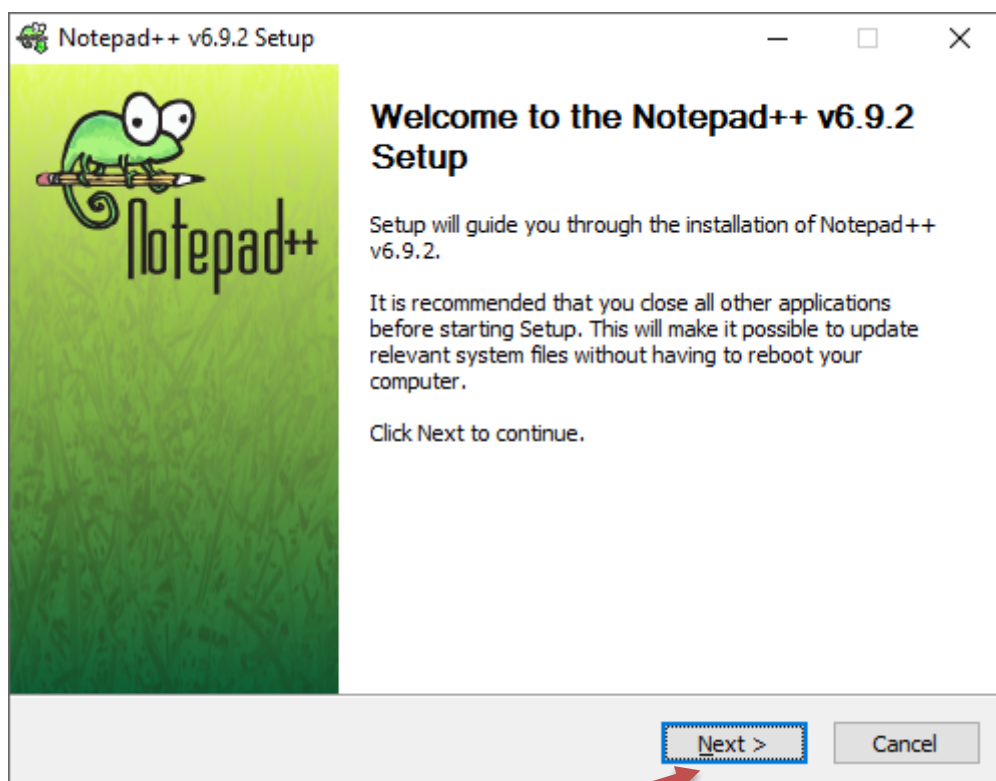 Notepad++ v6.9.2 Setup
Notepad++
Welcome to the Notepad++ v6.9.2
Setup
Setup will guide you through the installation of Notepad++
v6.9.2.
It is recommended that you close all other applications
before starting Setup. This will make it possible to update
relevant system files without having to reboot your
computer.
Click Next to continue.
Next > Cancel